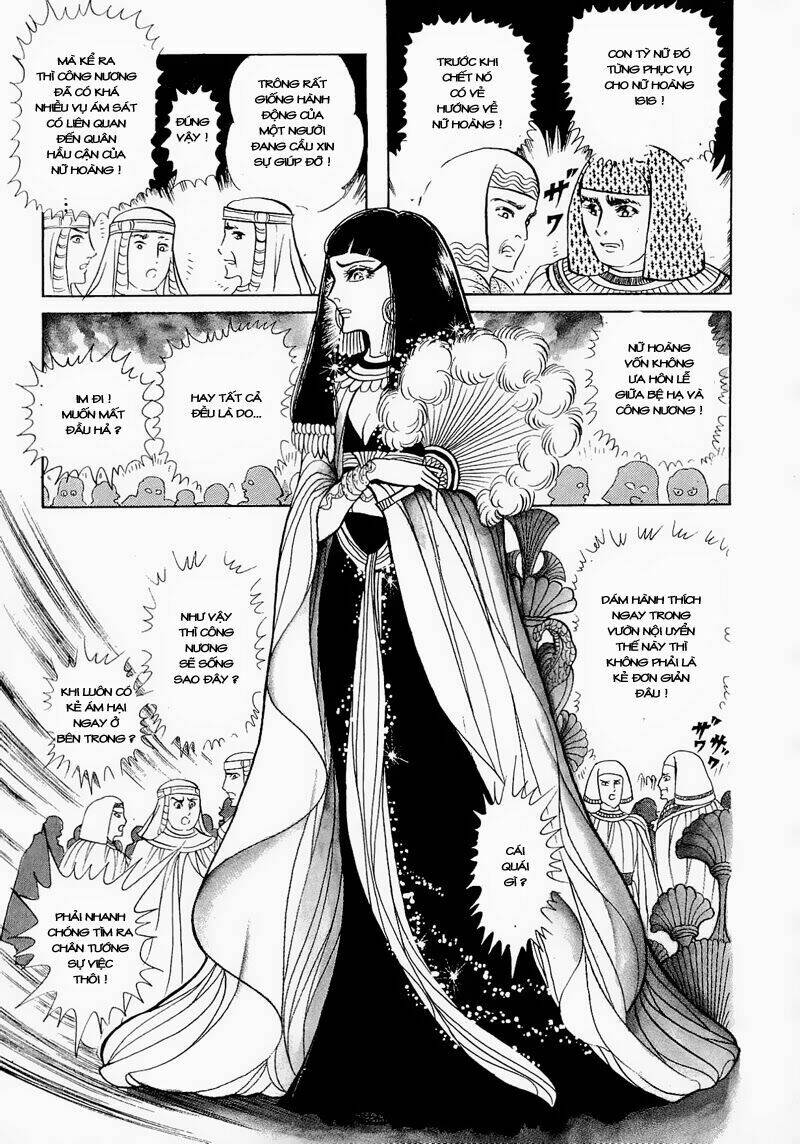 CON TỲ NỮ ĐÓ
TỪNG PHỤC VỤ
CHO NỮ HOÀNG
ISIS !
TRƯỚC KHI
CHẾT NÓ
CÓ VẺ
HƯỚNG VỀ
NỮ HOÀNG !
ザワ
TRÔNG RẤT
GIỐNG HÀNH
ĐỘNG CỦA
MỘT NGƯỜI
ĐANG CẦU XIN
SỰ GIÚP ĐỠ !
ĐÚNG
VẬY !
MÀ KỂ RA
THÌ CÔNG NƯƠNG
ĐÃ CÓ KHÁ
NHIỀU VỤ ÁM SÁT
CÓ LIÊN QUAN
ĐẾN QUÂN
HẦU CẬN CỦA
NỮ HOÀNG !
...
NỮ HOÀNG
VỐN KHÔNG
ƯA HÔN LỄ
GIỮA BỆ HẠ VÀ
CÔNG NƯƠNG !
HAY TẤT CẢ
ĐỀU LÀ DO...
IM ĐI !
MUỐN MẤT
ĐẦU HẢ ?
DÁM HÀNH THÍCH
NGAY TRONG
VƯỜN NỘI UYỂN
THẾ NÀY THÌ
KHÔNG PHẢI LÀ
KẺ ĐƠN GIẢN
ĐÂU !
ザワザワ
NHƯ VẬY
THÌ CÔNG
NƯƠNG
SẼ SỐNG
SAO ĐÂY ?
KHI LUÔN CÓ
KẺ ÁM HẠI
NGAY Ở
BÊN TRONG ?
CÁI
QUÁI
GÌ ?
PHẢI NHANH
CHÓNG TÌM RA
CHÂN TƯỚNG
SỰ VIỆC
THÔI !